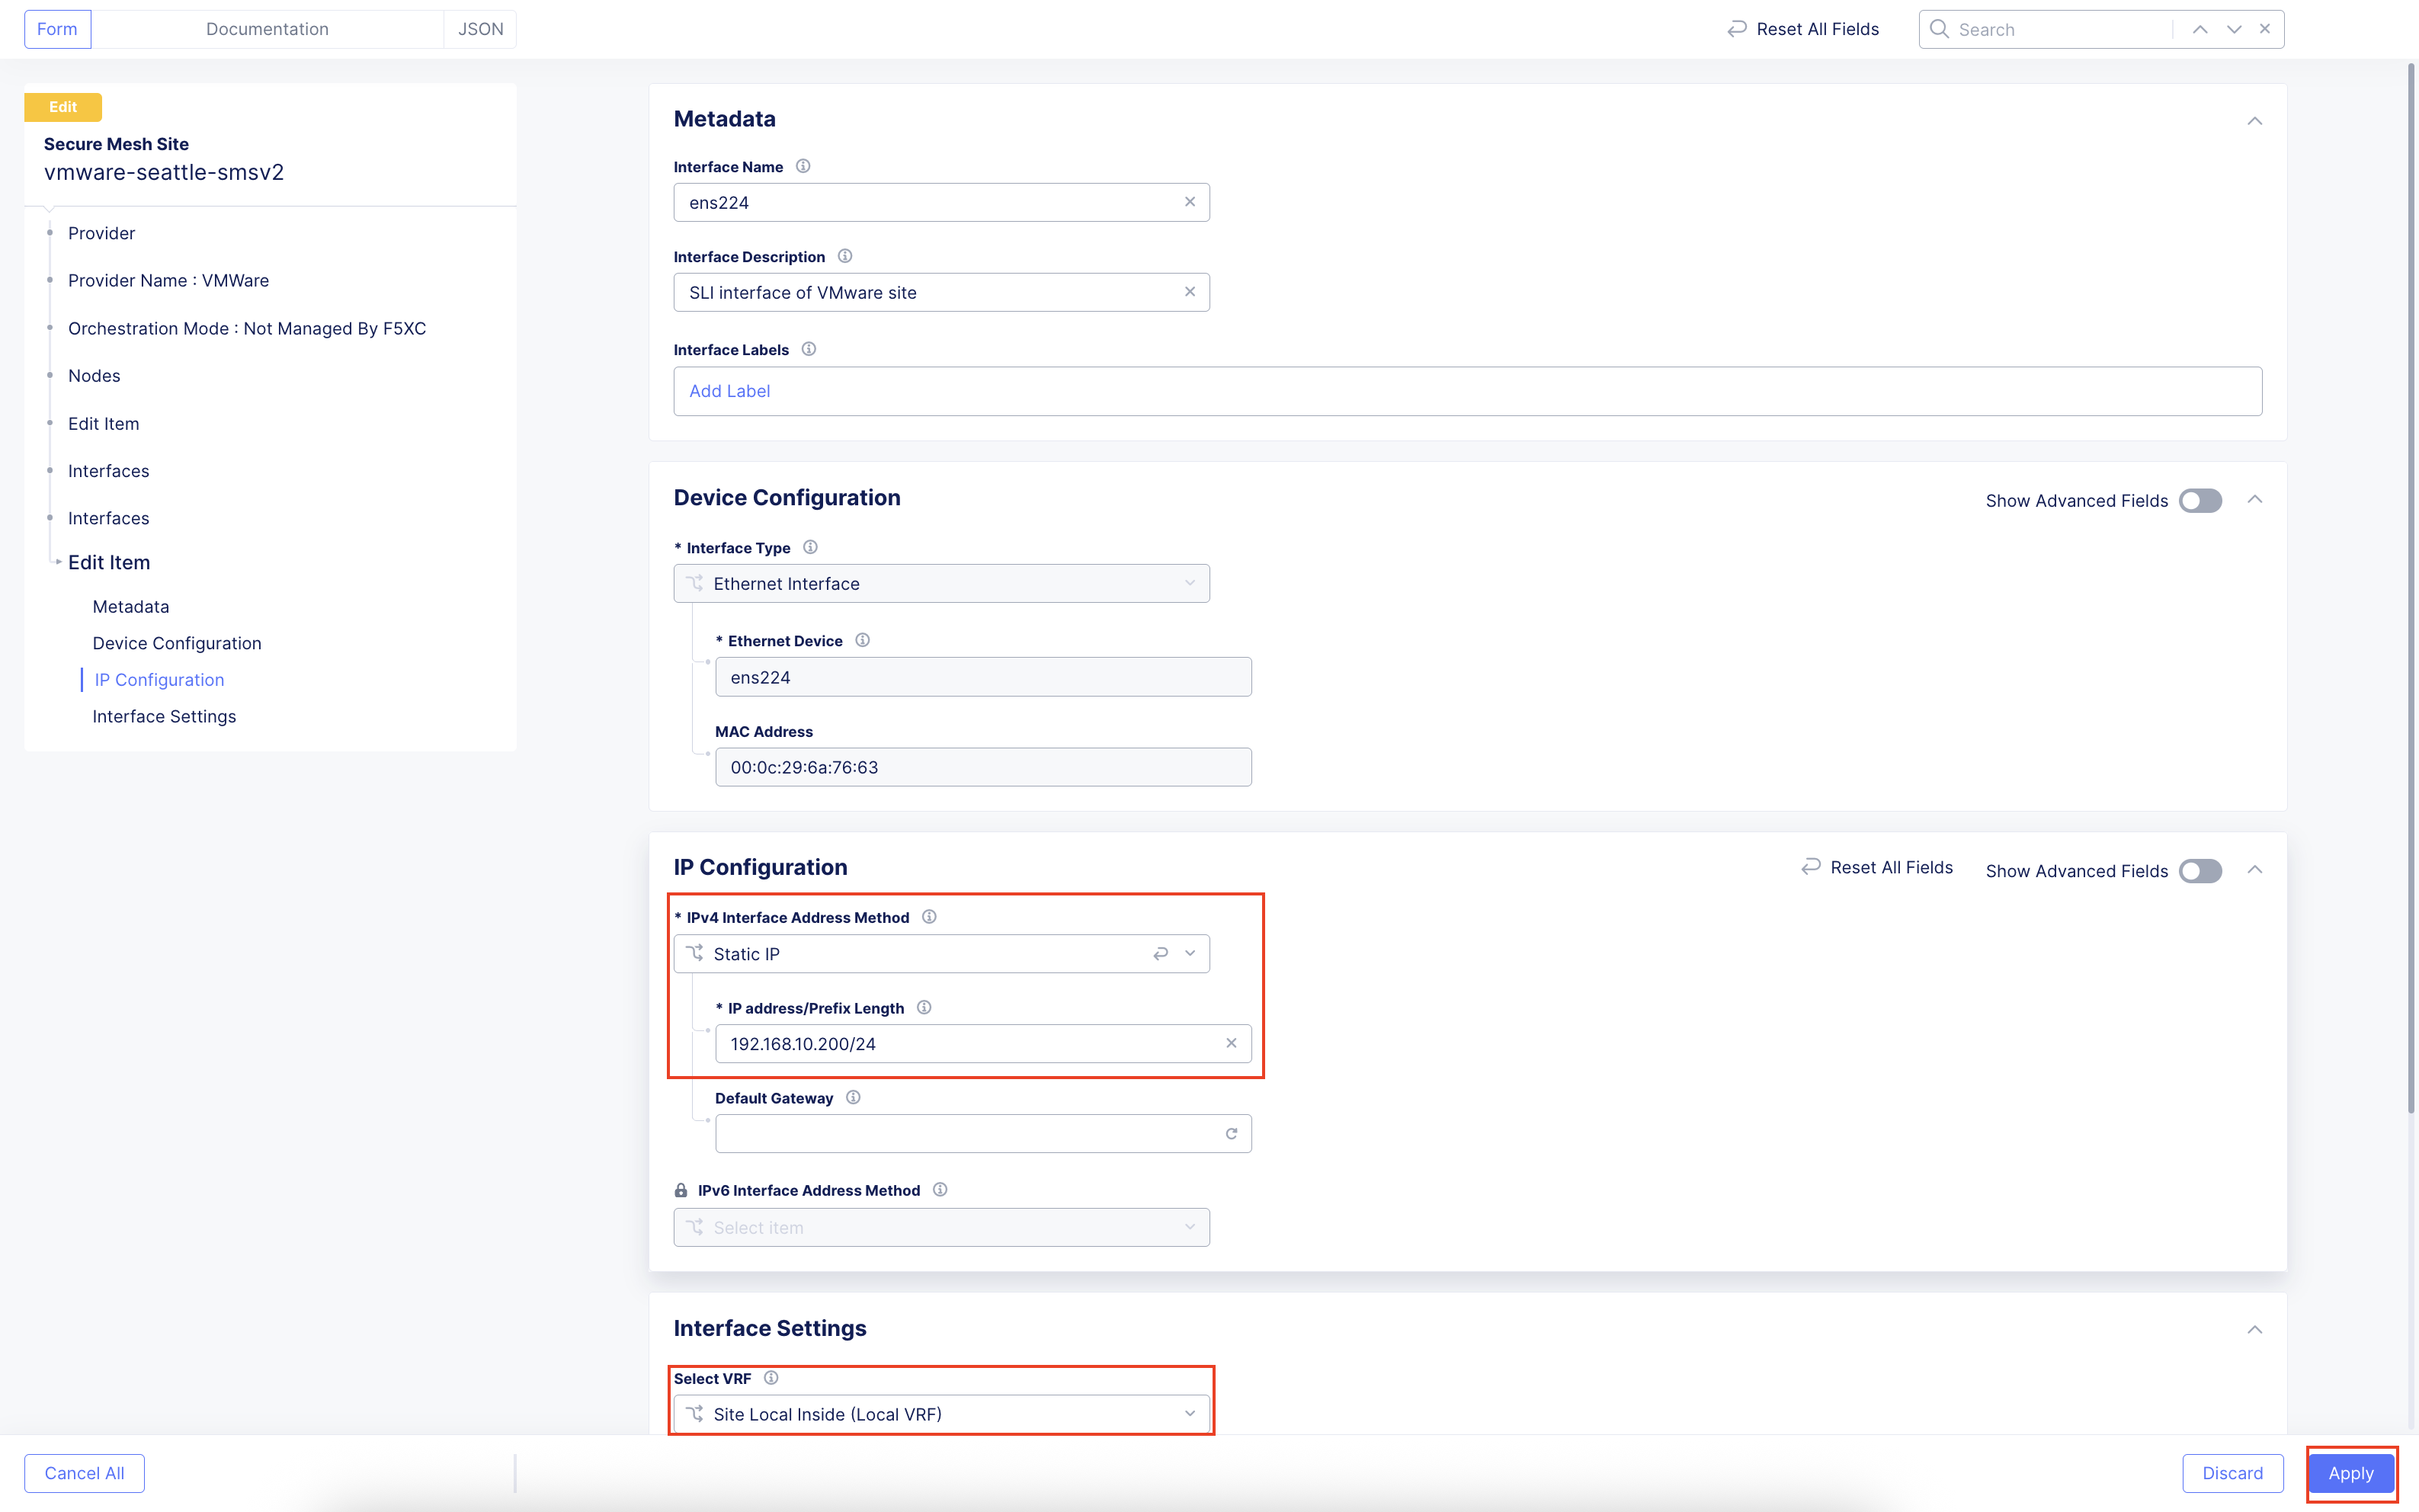 Form
Documentation
JSON
Reset All Fields
Search
Edit
Secure Mesh Site
vmware-seattle-smsv2
Provider
Provider Name : VMWare
Orchestration Mode : Not Managed By F5XC
Nodes
Edit Item
Interfaces
Interfaces
Edit Item
Metadata
Device Configuration
IP Configuration
Interface Settings
Metadata
Interface Name
ens224
Interface Description
SLI interface of VMware site
Interface Labels
Add Label
Device Configuration
Show Advanced Fields
* Interface Type
Ethernet Interface
* Ethernet Device
ens224
MAC Address
00:0c:29:6a:76:63
IP Configuration
Reset All Fields
Show Advanced Fields
* IPv4 Interface Address Method
Static IP
* IP address/Prefix Length
192.168.10.200/24
Default Gateway
IPv6 Interface Address Method
Select item
Interface Settings
Select VRF
Site Local Inside (Local VRF)
Cancel All
Discard
Apply